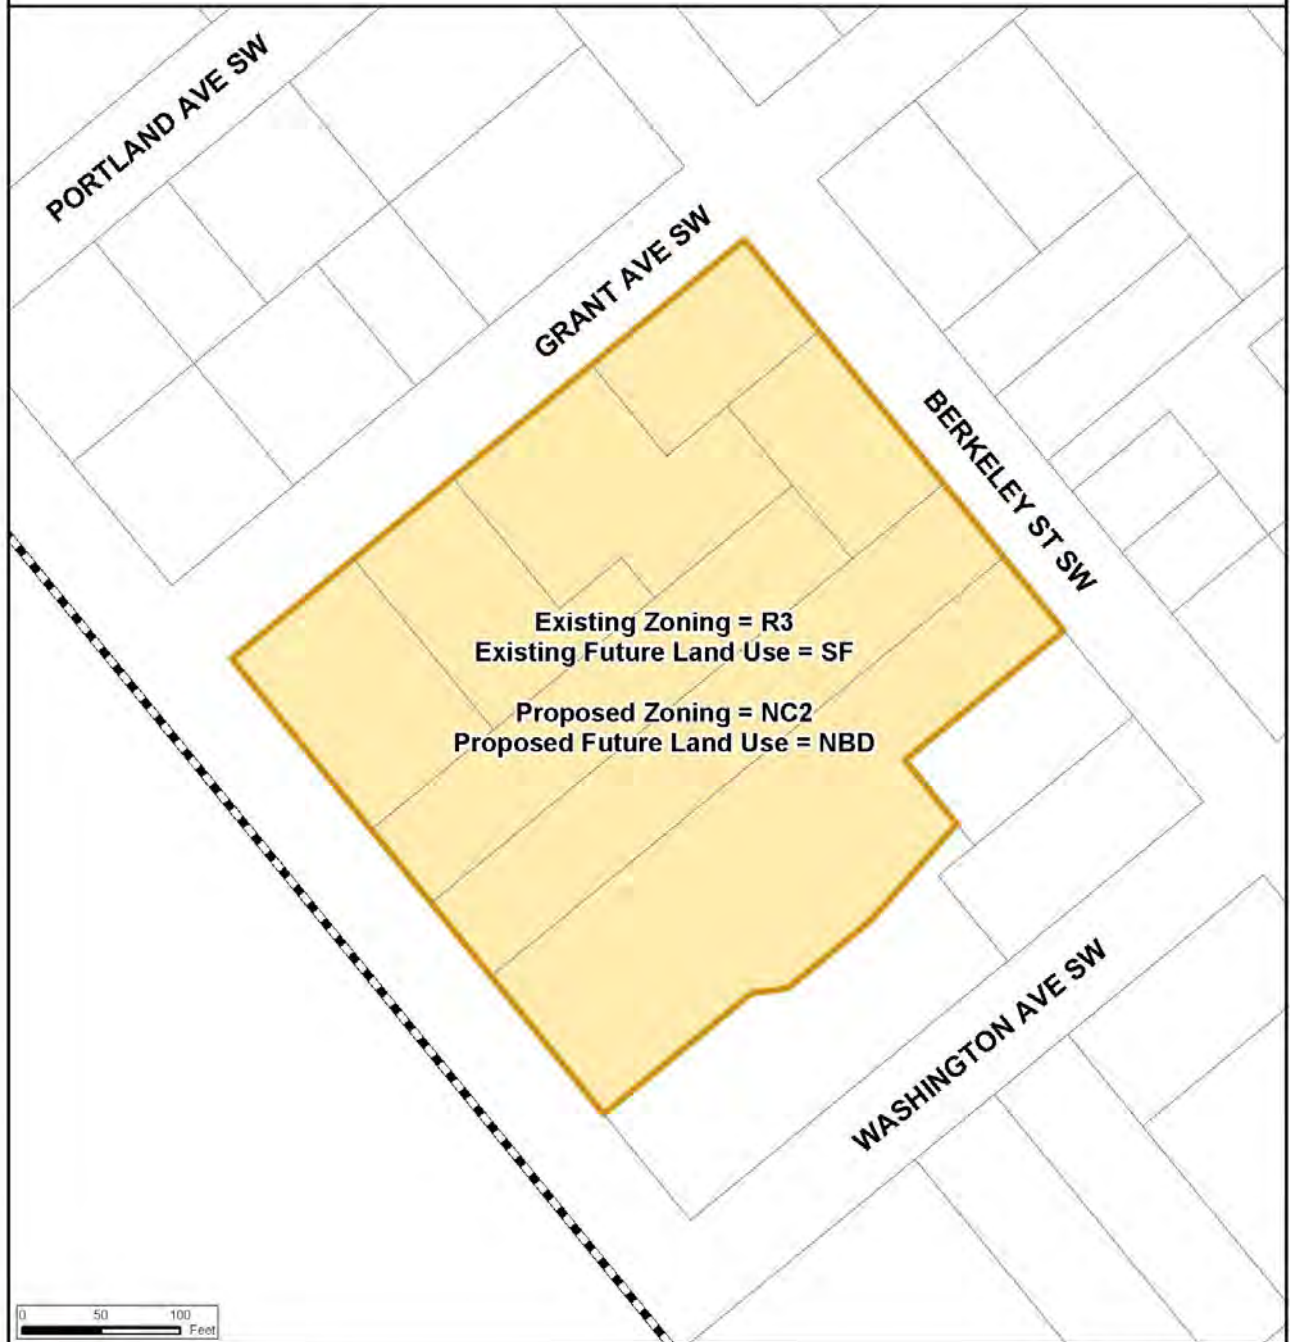 PORTLAND AVE SW
GRANT AVE SW
BERKELEY ST SW
Existing Zoning = R3
Existing Future Land Use = SF
Proposed Zoning = NC2
Proposed Future Land Use = NBD
WASHINGTON AVE SW
0 50 100
Feet